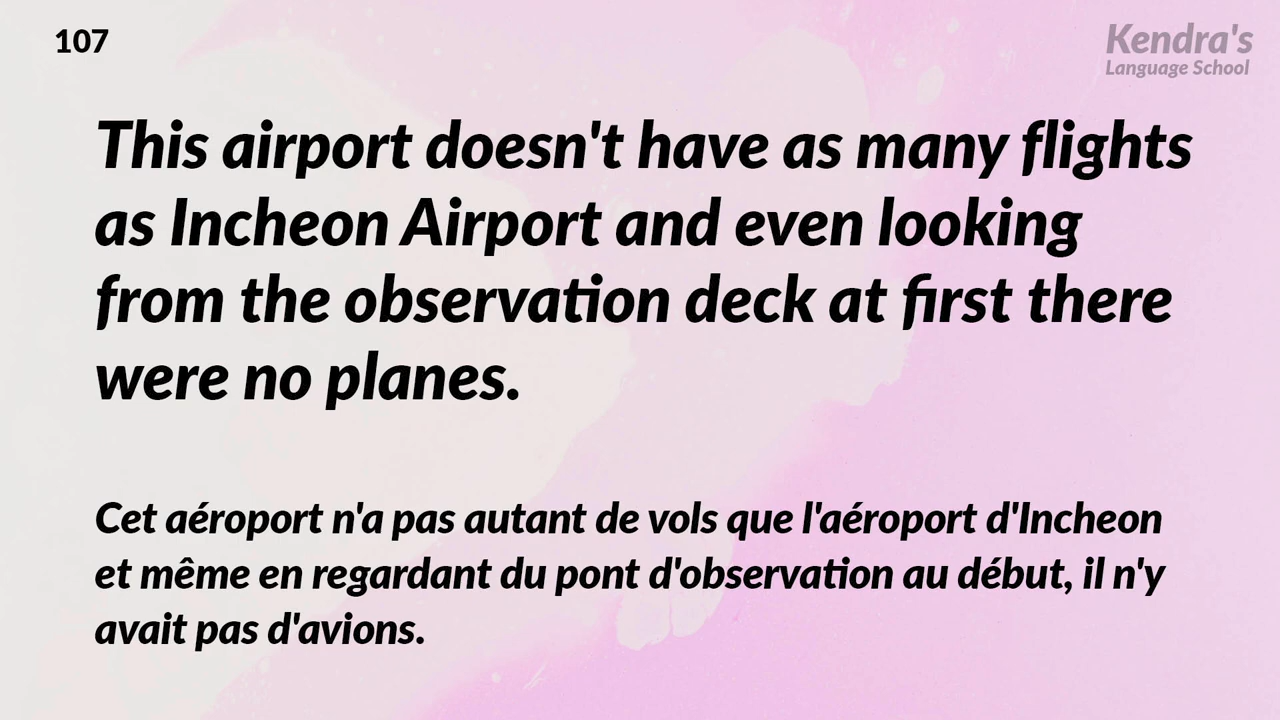 107
Kendra's
Language School
This airport doesn't have as many flights
as Incheon Airport and even looking
from the observation deck at first there
were no planes.
Cet aéroport n'a pas autant de vols que l'aéroport d'Incheon
et même en regardant du pont d'observation au début, il n'y
avait pas d'avions.